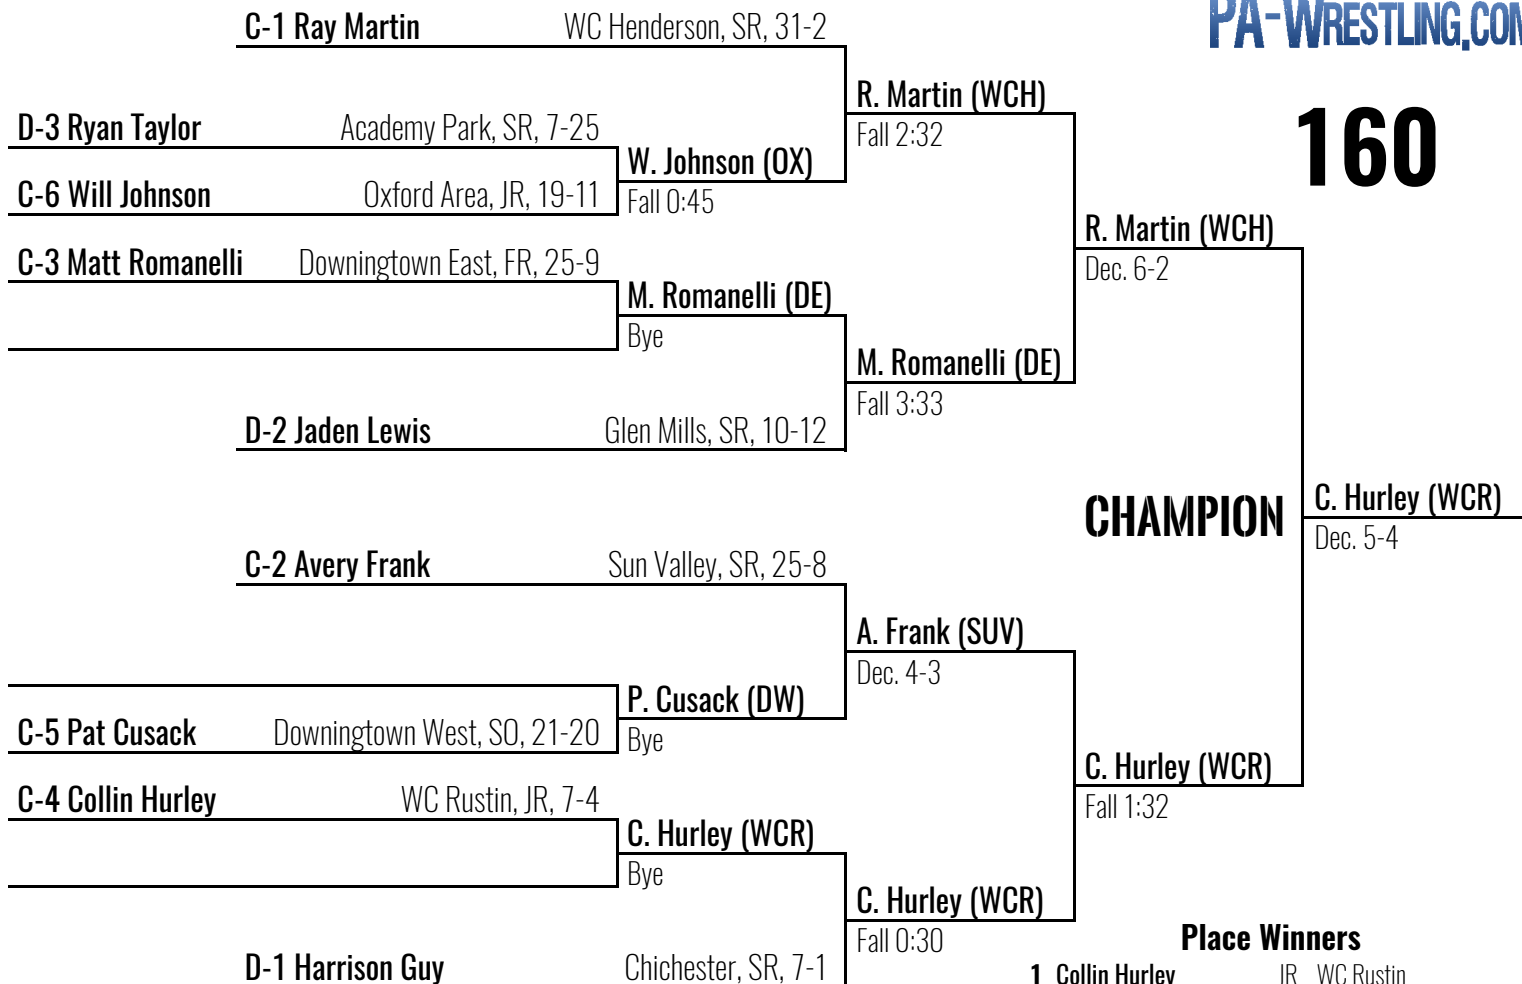 C-1 Ray Martin WC Henderson, SR, 31-2
PA-WRESTLING.COM
R. Martin (WCH)
Fall 2:32
160
D-3 Ryan Taylor Academy Park, SR, 7-25
W. Johnson (OX)
Fall 0:45
C-6 Will Johnson Oxford Area, JR, 19-11
R. Martin (WCH)
Dec. 6-2
C-3 Matt Romanelli Downingtown East, FR, 25-9
M. Romanelli (DE)
Bye
M. Romanelli (DE)
Fall 3:33
D-2 Jaden Lewis Glen Mills, SR, 10-12
CHAMPION
C. Hurley (WCR)
Dec. 5-4
C-2 Avery Frank Sun Valley, SR, 25-8
A. Frank (SUV)
Dec. 4-3
P. Cusack (DW)
Bye
C-5 Pat Cusack Downingtown West, SO, 21-20
C. Hurley (WCR)
Fall 1:32
C-4 Collin Hurley WC Rustin, JR, 7-4
C. Hurley (WCR)
Bye
C. Hurley (WCR)
Fall 0:30
D-1 Harrison Guy Chichester, SR, 7-1
Place Winners
1 Collin Hurley JR WC Rustin